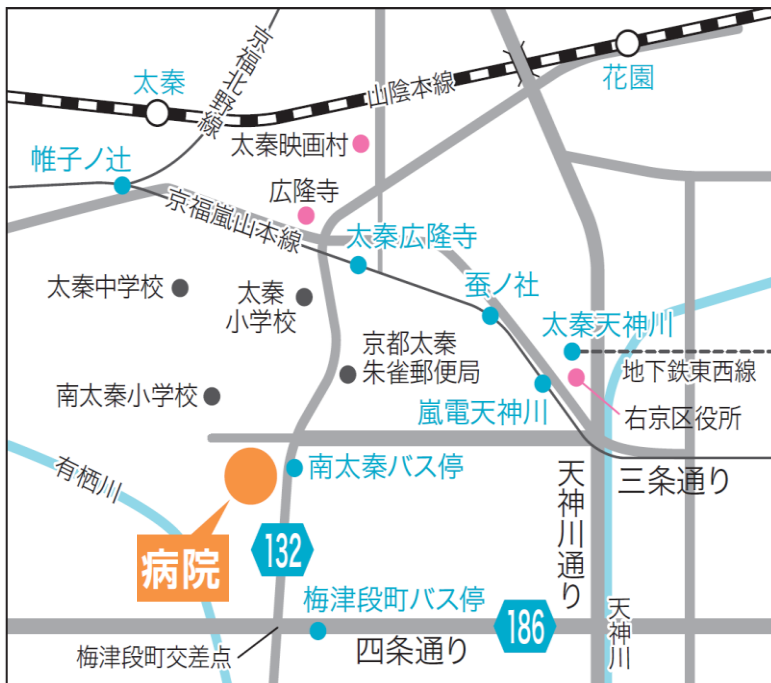 京福北野線
太秦
山陰本線
花園
太秦映画村
帷子ノ辻
広隆寺
京福嵐山本線
太秦広隆寺
太秦中学校
太秦
小学校
蚕ノ社
太秦天神川
京都太秦
朱雀郵便局
地下鉄東西線
南太秦小学校
嵐電天神川
右京区役所
有栖川
南太秦バス停
三条通り
天神川通り
病院
132
梅津段町バス停
186
天神川
梅津段町交差点
四条通り